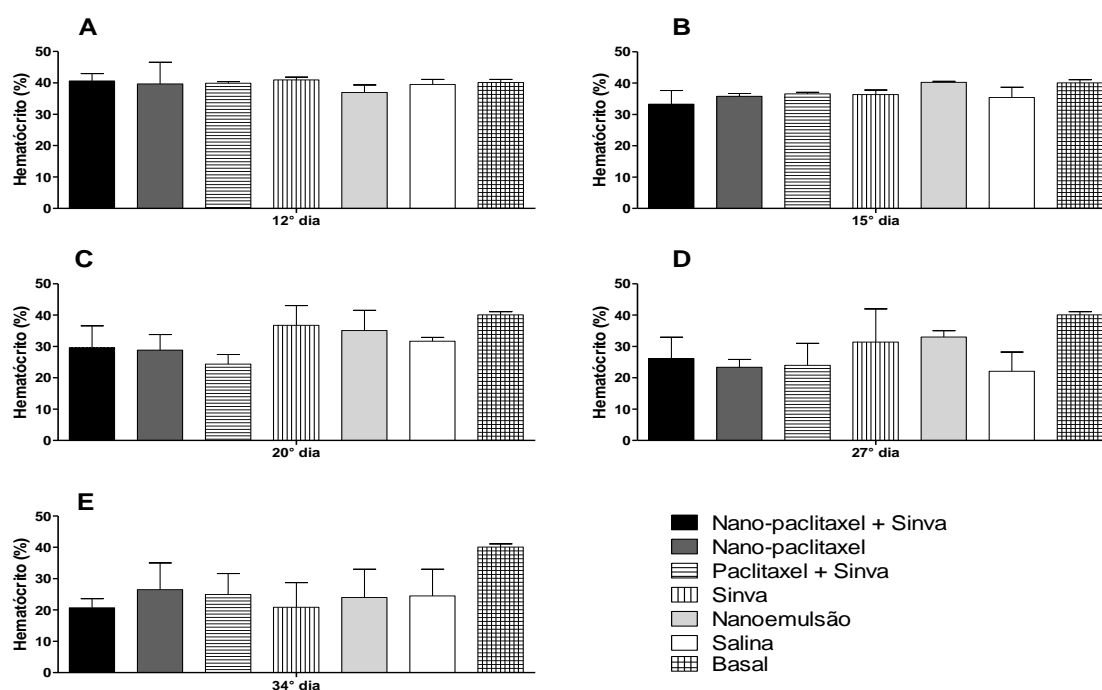 A
Hematócrito (%)
50
40
30
20
10
0
12° dia
B
Hematócrito (%)
50
40
30
20
10
0
15° dia
C
Hematócrito (%)
50
40
30
20
10
0
20° dia
D
Hematócrito (%)
50
40
30
20
10
0
27° dia
E
Hematócrito (%)
50
40
30
20
10
0
34° dia
Nano-paclitaxel + Sinva
Nano-paclitaxel
Paclitaxel + Sinva
Sinva
Nanoemulsão
Salina
Basal